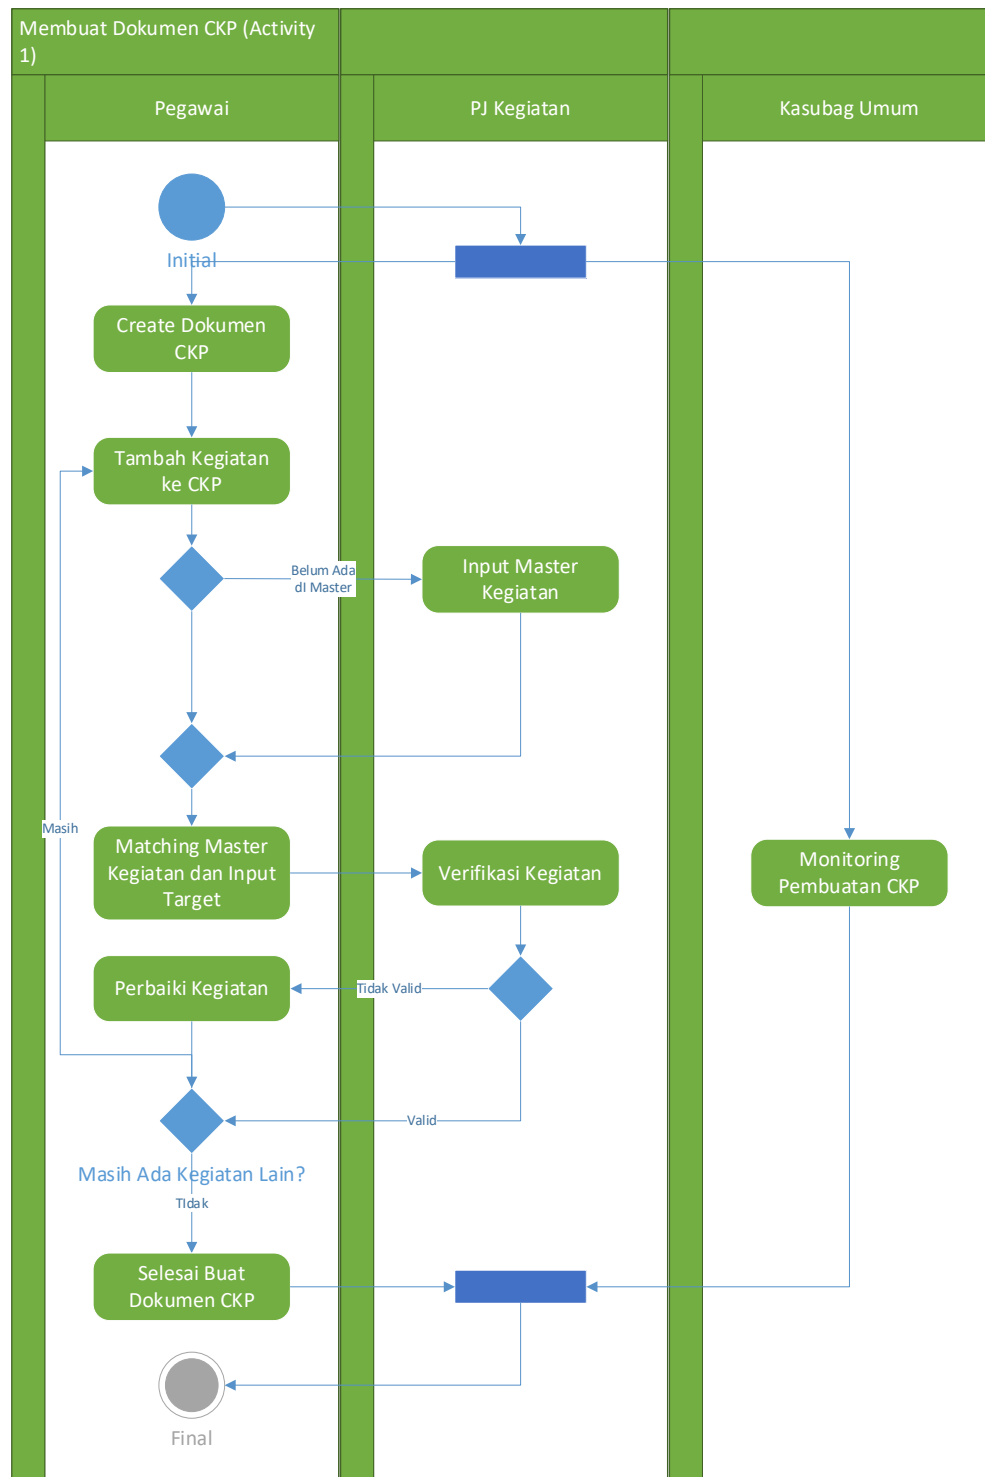 Membuat Dokumen CKP (Activity
1)
Pegawai
PJ Kegiatan
Kasubag Umum
Initial
Create Dokumen
CKP
Tambah Kegiatan
ke CKP
Belum Ada
dI Master
Input Master
Kegiatan
Masih
Matching Master
Kegiatan dan Input
Target
Verifikasi Kegiatan
Monitoring
Pembuatan CKP
Perbaiki Kegiatan
Tidak Valid
Valid
Masih Ada Kegiatan Lain?
TIdak
Selesai Buat
Dokumen CKP
Final